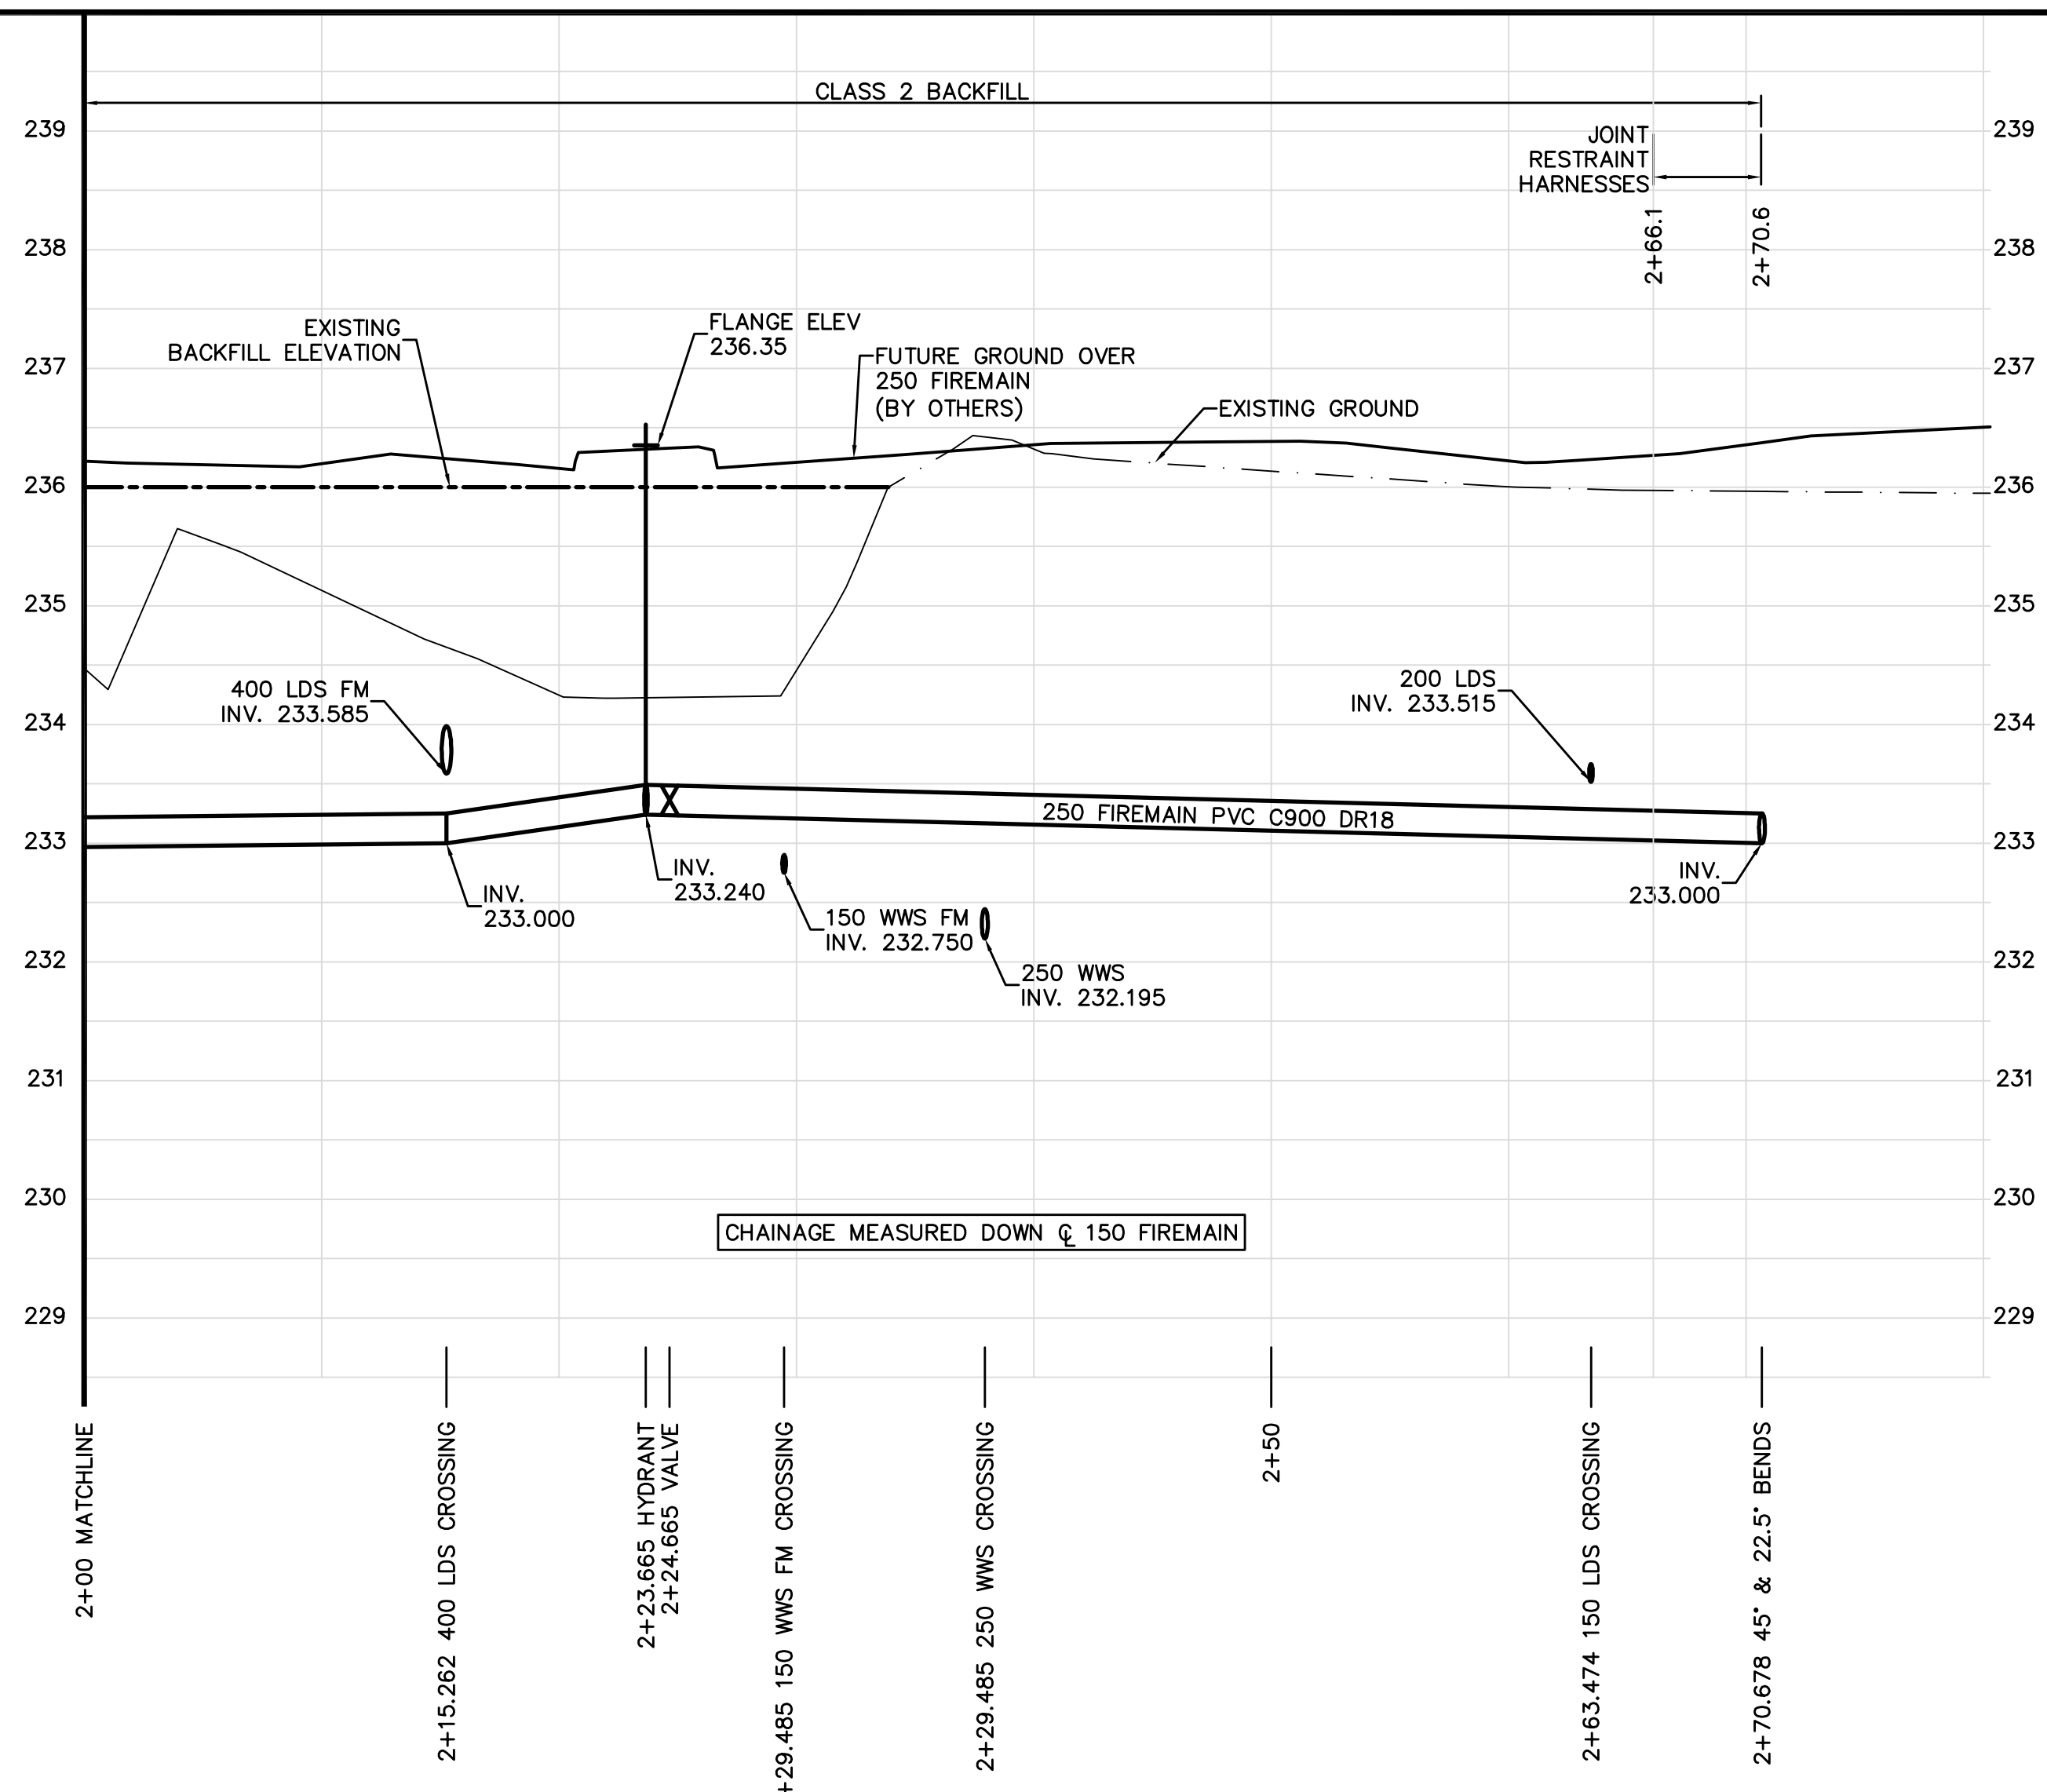 CLASS 2 BACKFILL
239
239
JOINT
RESTRAINT
HARNESSES
2+66.1
2+70.6
238
238
EXISTING
BACKFILL ELEVATION
FLANGE ELEV
236.35
FUTURE GROUND OVER
250 FIREMAIN
(BY OTHERS)
EXISTING GROUND
237
237
236
236
235
235
400 LDS FM
INV. 233.585
200 LDS
INV. 233.515
234
234
250 FIREMAIN PVC C900 DR18
233
233
INV.
233.000
INV.
233.240
150 WWS FM
INV. 232.750
250 WWS
INV. 232.195
INV.
233.000
232
232
231
231
230
230
CHAINAGE MEASURED DOWN ℄ 150 FIREMAIN
229
229
2+00 MATCHLINE
2+15.262 400 LDS CROSSING
2+23.665 HYDRANT
2+24.665 VALVE
+29.485 150 WWS FM CROSSING
2+29.485 250 WWS CROSSING
2+50
2+63.474 150 LDS CROSSING
2+70.678 45° & 22.5° BENDS